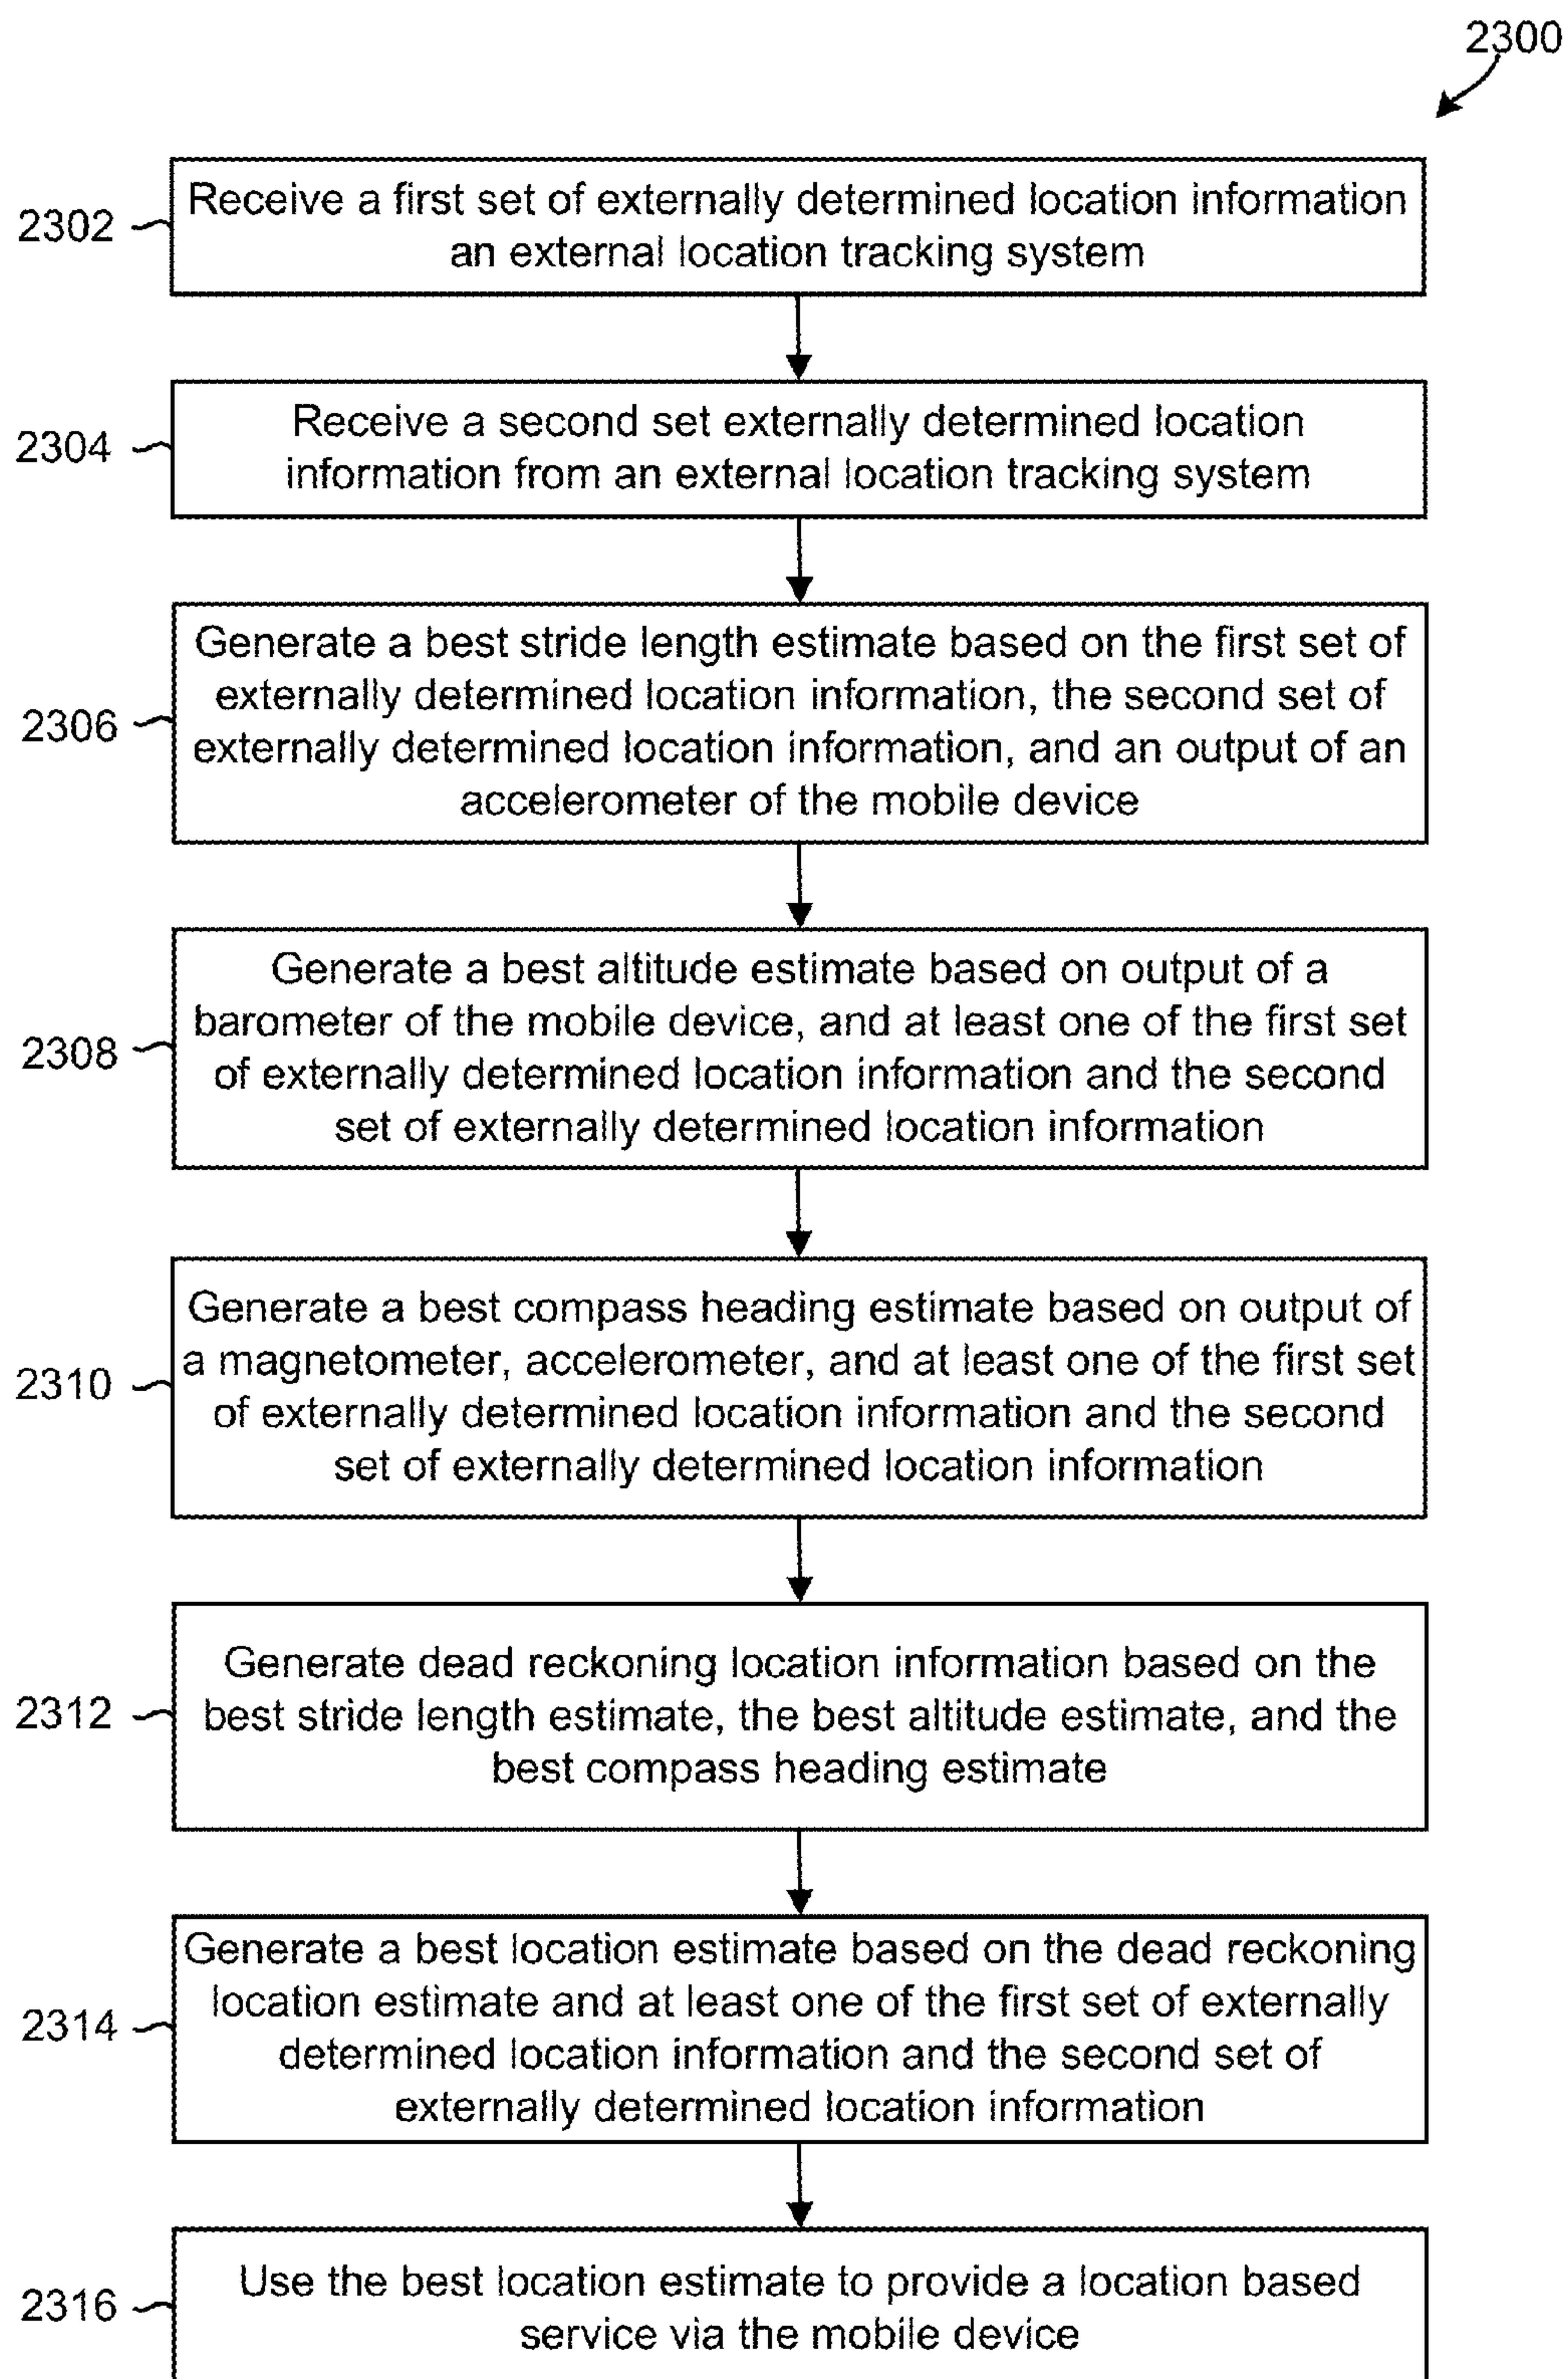 2300
2302
Receive a first set of externally determined location information
an external location tracking system
2304
Receive a second set externally determined location
information from an external location tracking system
2306
Generate a best stride length estimate based on the first set of
externally determined location information, the second set of
externally determined location information, and an output of an
accelerometer of the mobile device
2308
Generate a best altitude estimate based on output of a
barometer of the mobile device, and at least one of the first set
of externally determined location information and the second
set of externally determined location information
2310
Generate a best compass heading estimate based on output of
a magnetometer, accelerometer, and at least one of the first set
of externally determined location information and the second
set of externally determined location information
2312
Generate dead reckoning location information based on the
best stride length estimate, the best altitude estimate, and the
best compass heading estimate
2314
Generate a best location estimate based on the dead reckoning
location estimate and at least one of the first set of externally
determined location information and the second set of
externally determined location information
2316
Use the best location estimate to provide a location based
service via the mobile device